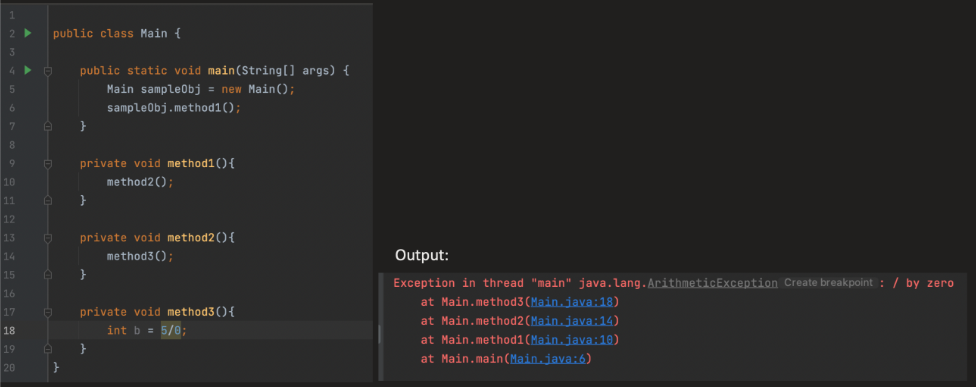 1
2 public class Main {
3
4 public static void main(String[] args) {
5 Main sampleObj = new Main();
6 sampleObj.method1();
7 }
8
9 private void method1(){
10 method2();
11 }
12
13 private void method2(){
14 method3();
15 }
16
17 private void method3(){
18 int b = 5/0;
19 }
20 }
Output:
Exception in thread "main" java.lang.ArithmeticException Create breakpoint : / by zero
at Main.method3(Main.java:18)
at Main.method2(Main.java:14)
at Main.method1(Main.java:10)
at Main.main(Main.java:6)